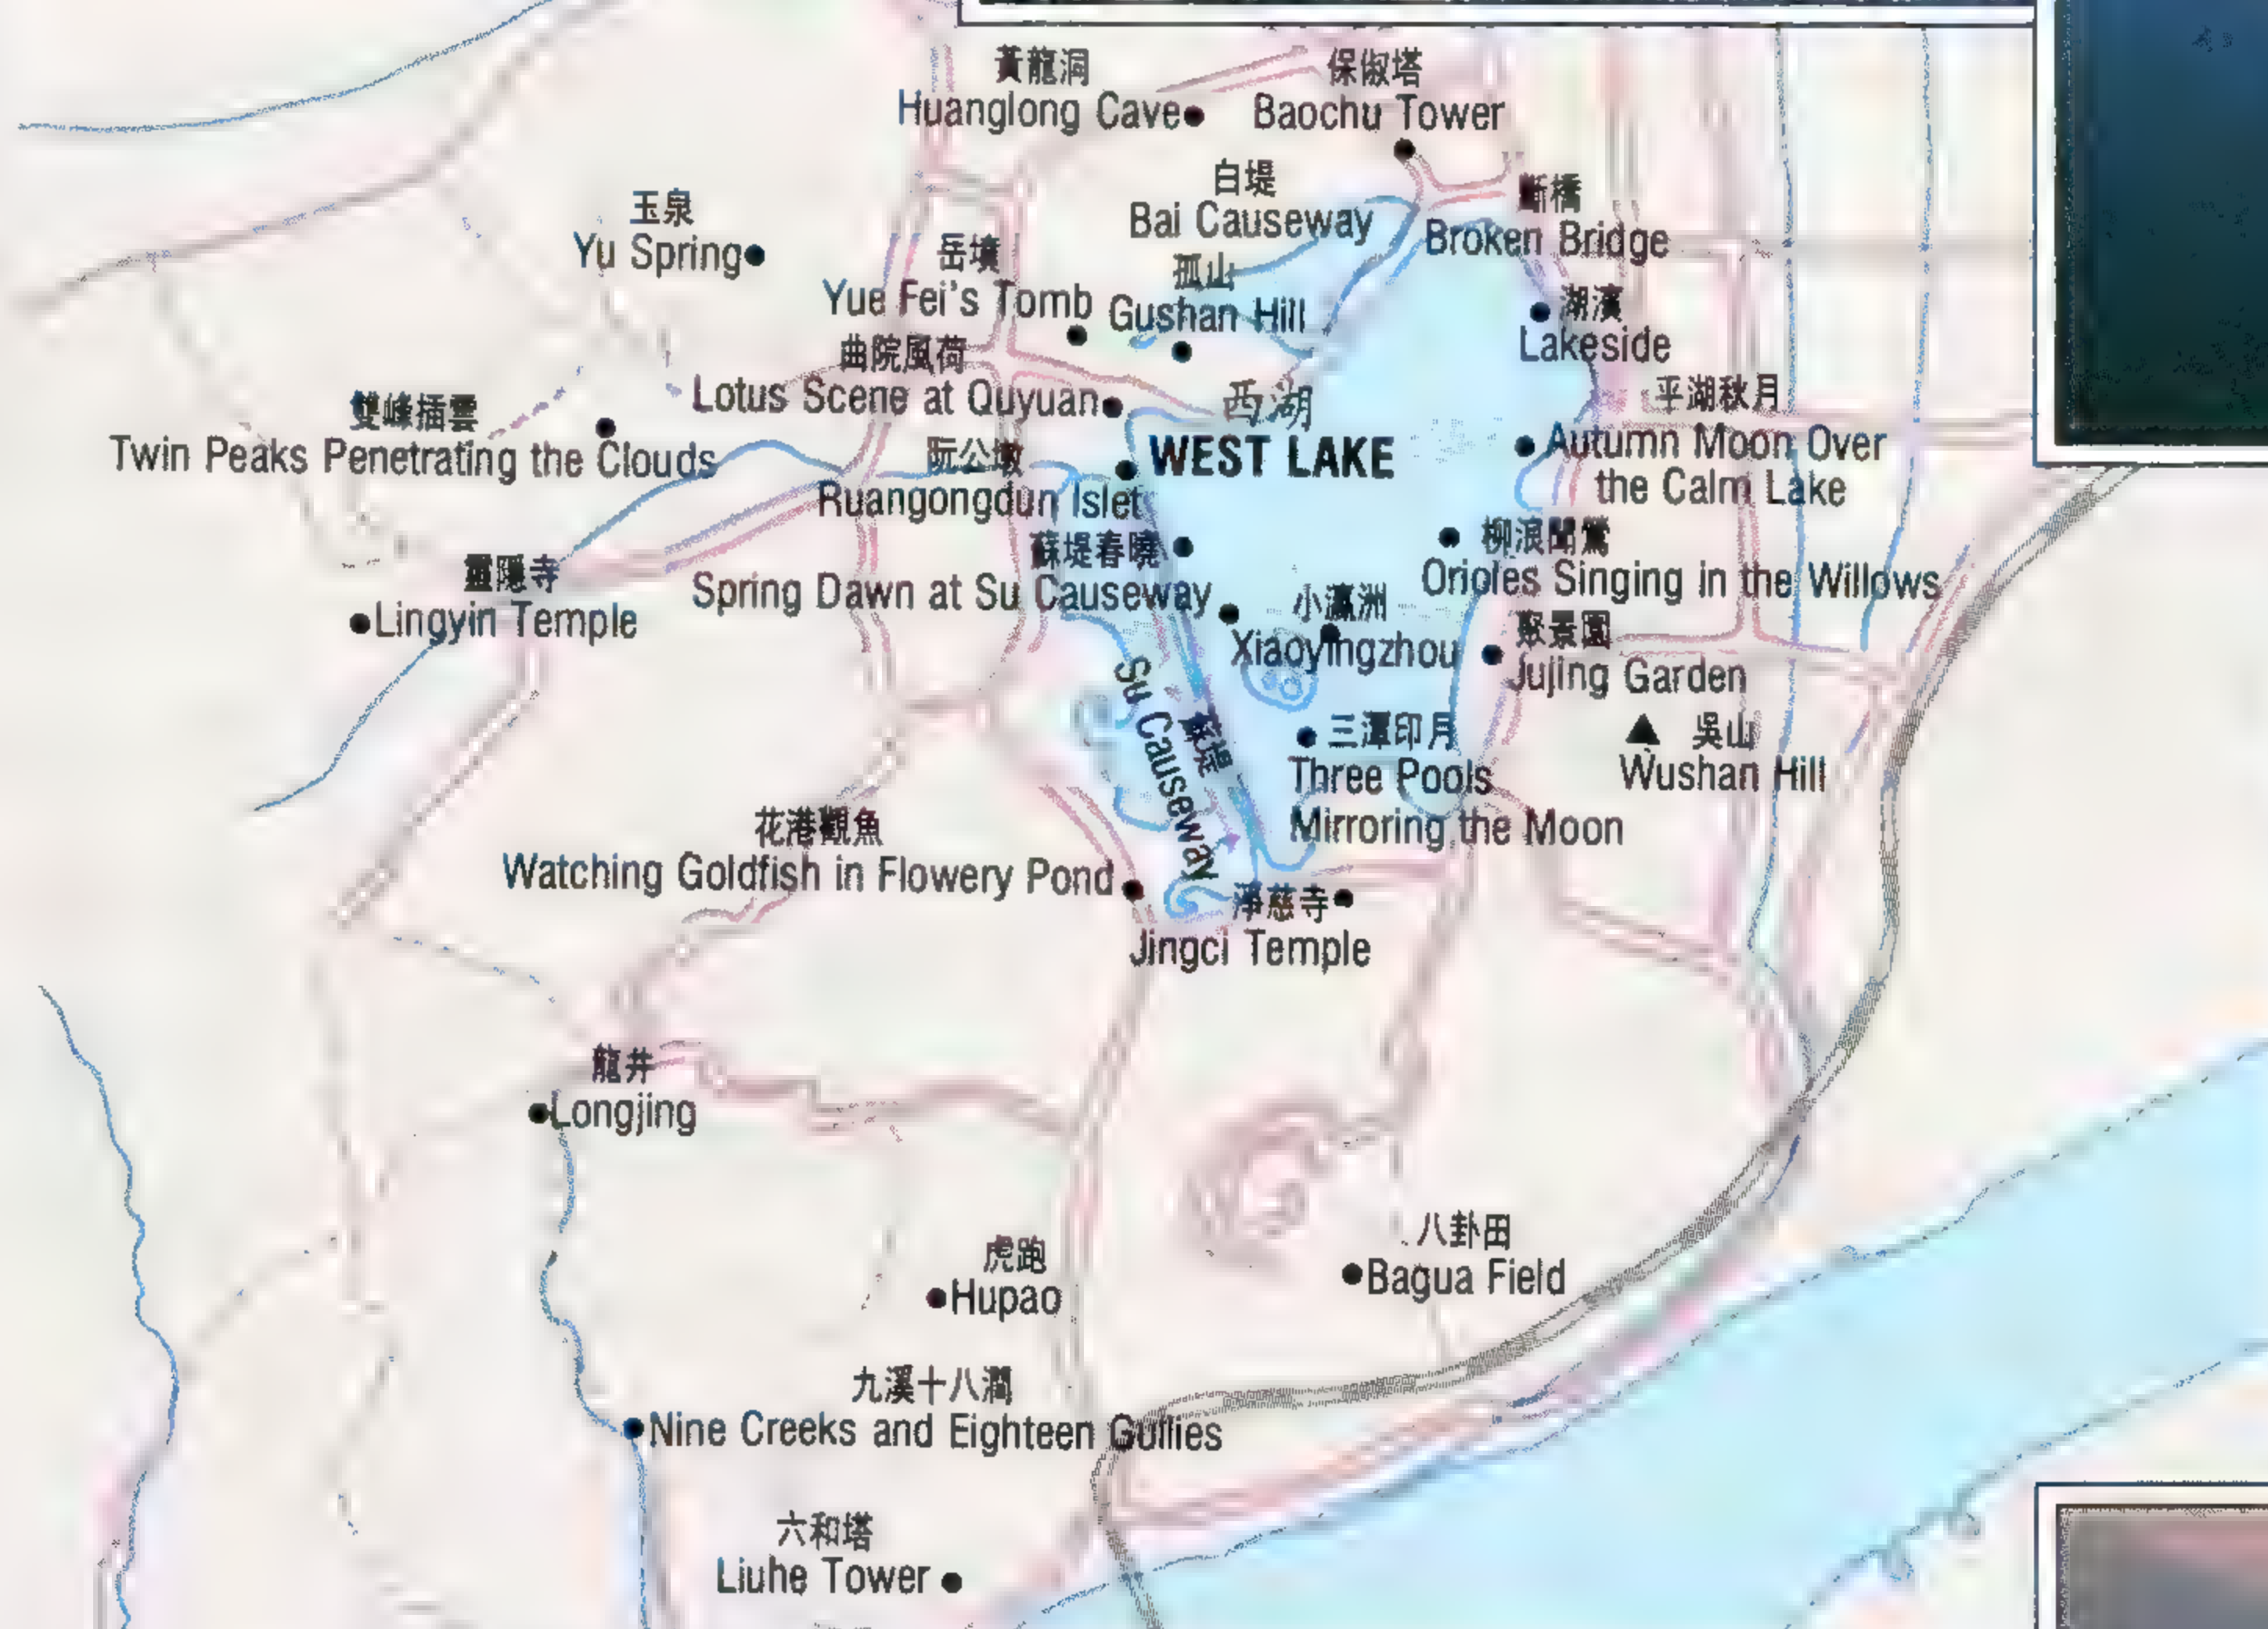 黃龍洞
Huanglong Cave
保俶塔
Baochu Tower
白堤
Bai Causeway
斷橋
Broken Bridge
玉泉
Yu Spring
岳墳
Yue Fei's Tomb
孤山
Gushan Hill
湖濱
Lakeside
曲院風荷
Lotus Scene at Quyuan
西湖
WEST LAKE
平湖秋月
Autumn Moon Over
the Calm Lake
雙峰插雲
Twin Peaks Penetrating the Clouds
阮公墩
Ruangongdun Islet
蘇堤春曉
Spring Dawn at Su Causeway
柳浪聞鶯
Orioles Singing in the Willows
靈隱寺
Lingyin Temple
小瀛洲
Xiaoyingzhou
聚景園
Jujing Garden
蘇堤
Su Causeway
三潭印月
Three Pools
Mirroring the Moon
吳山
Wushan Hill
花港觀魚
Watching Goldfish in Flowery Pond
淨慈寺
Jingci Temple
龍井
Longjing
虎跑
Hupao
八卦田
Bagua Field
九溪十八澗
Nine Creeks and Eighteen Gullies
六和塔
Liuhe Tower